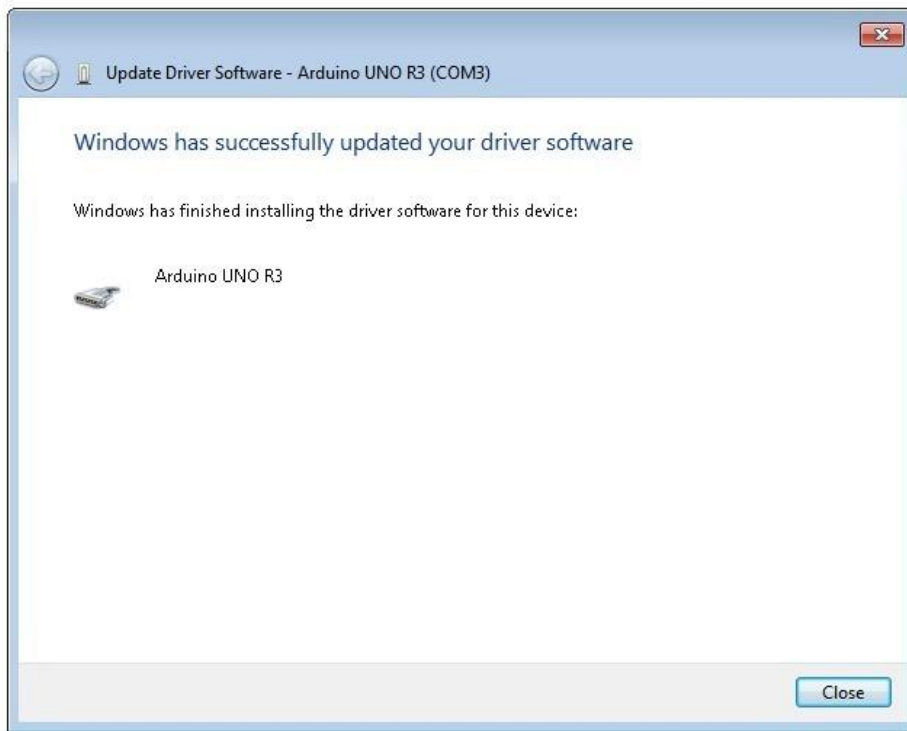 Update Driver Software - Arduino UNO R3 (COM3)
Windows has successfully updated your driver software
Windows has finished installing the driver software for this device:
Arduino UNO R3
Close